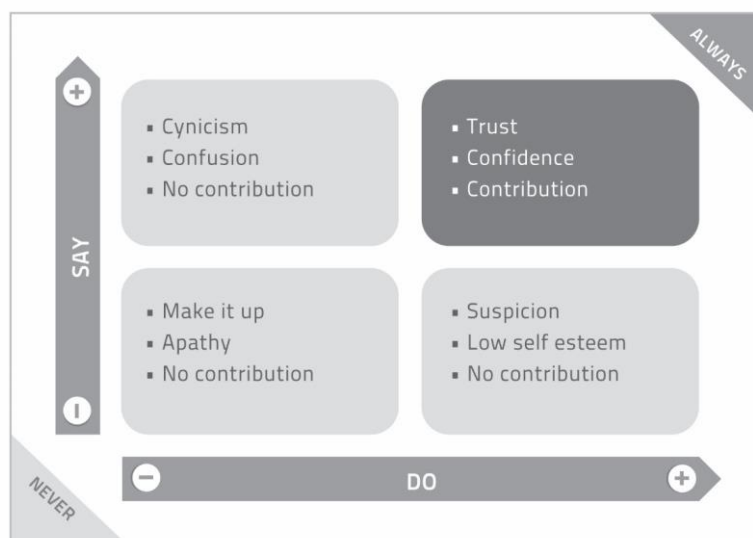 ALWAYS
+
SAY
▪ Cynicism
▪ Confusion
▪ No contribution
▪ Trust
▪ Confidence
▪ Contribution
▪ Make it up
▪ Apathy
▪ No contribution
▪ Suspicion
▪ Low self esteem
▪ No contribution
−
NEVER
−
DO
+